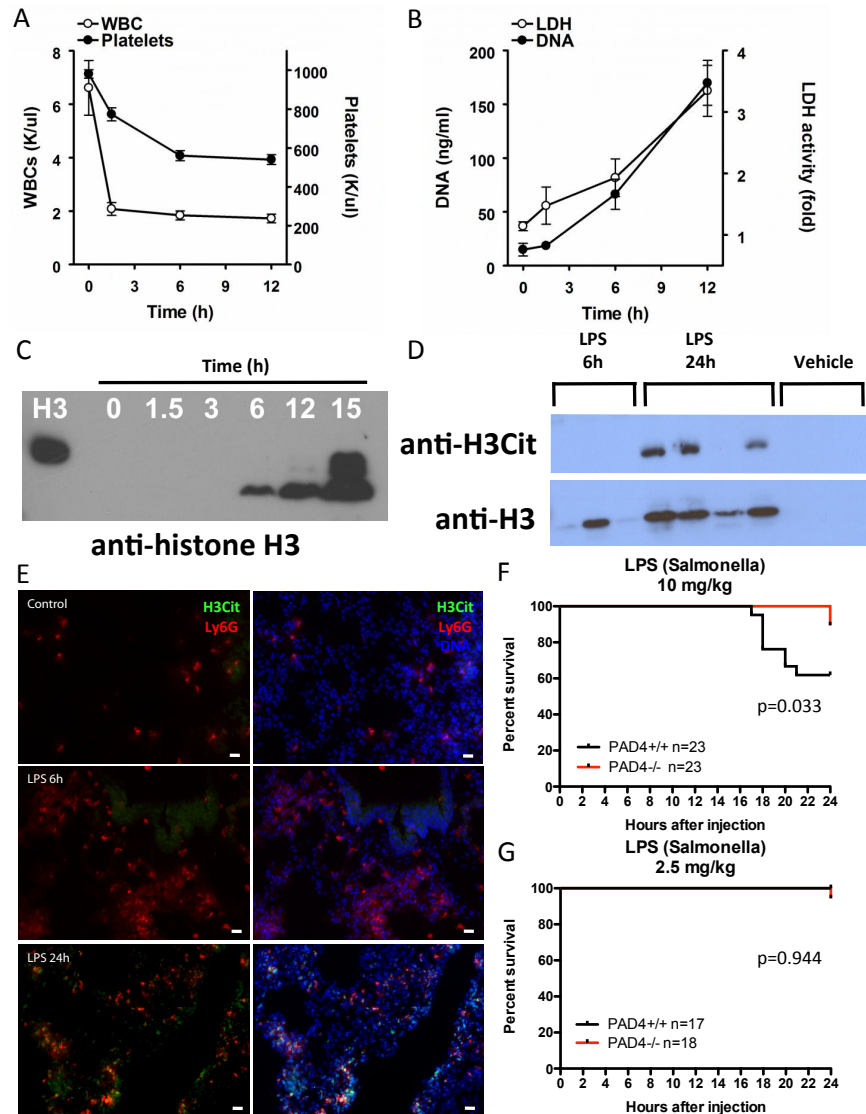 A
WBC
Platelets
8
6
4
2
0
WBCs (K/ul)
1000
800
600
400
200
0
Platelets (K/ul)
0 3 6 9 12
Time (h)
B
LDH
DNA
200
150
100
50
0
DNA (ng/ml)
4
3
2
1
LDH activity (fold)
0 3 6 9 12
Time (h)
C
Time (h)
H3 0 1.5 3 6 12 15
anti-histone H3
D
LPS 6h
LPS 24h
Vehicle
anti-H3Cit
anti-H3
E
Control
H3Cit
Ly6G
H3Cit
Ly6G
DNA
LPS 6h
LPS 24h
F
LPS (Salmonella)
10 mg/kg
100
80
60
40
20
0
Percent survival
p=0.033
PAD4+/+ n=23
PAD4-/- n=23
0 2 4 6 8 10 12 14 16 18 20 22 24
Hours after injection
G
LPS (Salmonella)
2.5 mg/kg
100
80
60
40
20
0
Percent survival
p=0.944
PAD4+/+ n=17
PAD4-/- n=18
0 2 4 6 8 10 12 14 16 18 20 22 24
Hours after injection